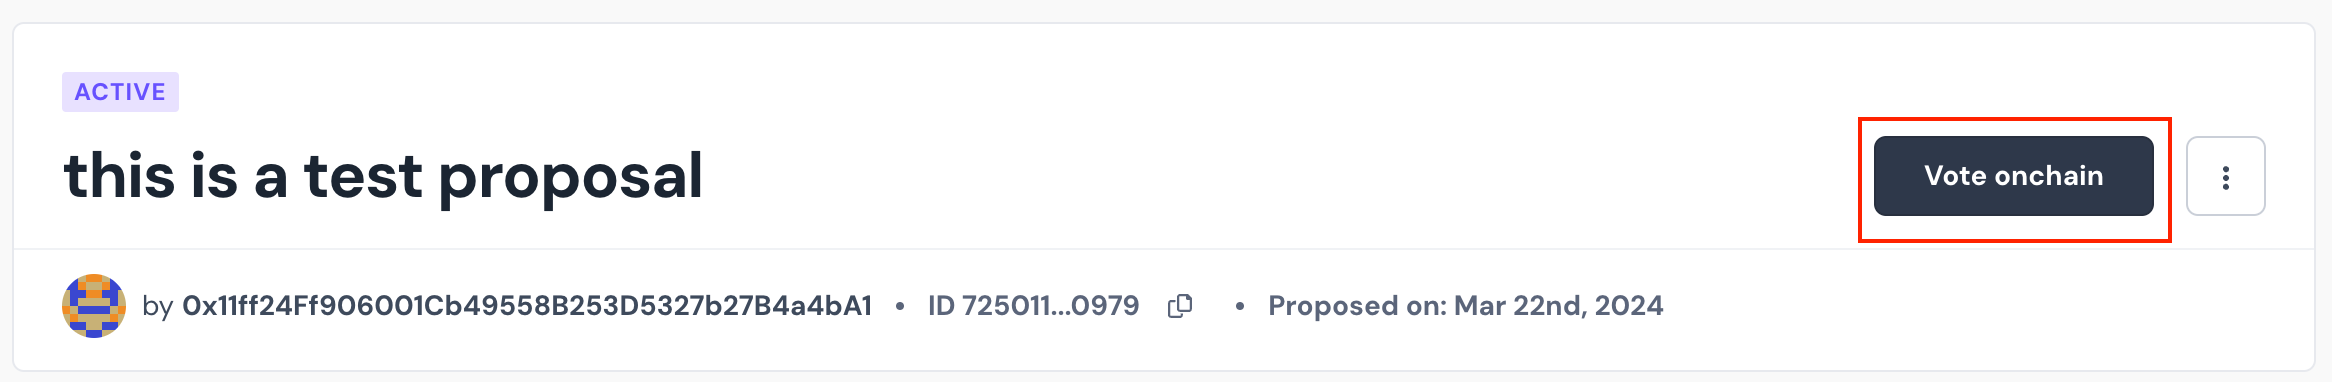 ACTIVE
this is a test proposal
Vote onchain
by 0x11ff24Ff906001Cb49558B253D5327b27B4a4bA1 • ID 725011...0979 • Proposed on: Mar 22nd, 2024